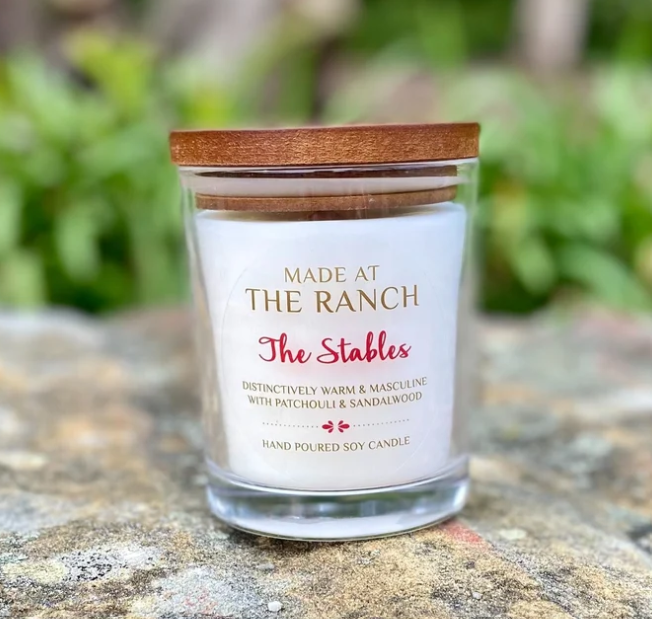 MADE AT
THE RANCH
The Stables
DISTINCTIVELY WARM & MASCULINE
WITH PATCHOULI & SANDALWOOD
HAND POURED SOY CANDLE